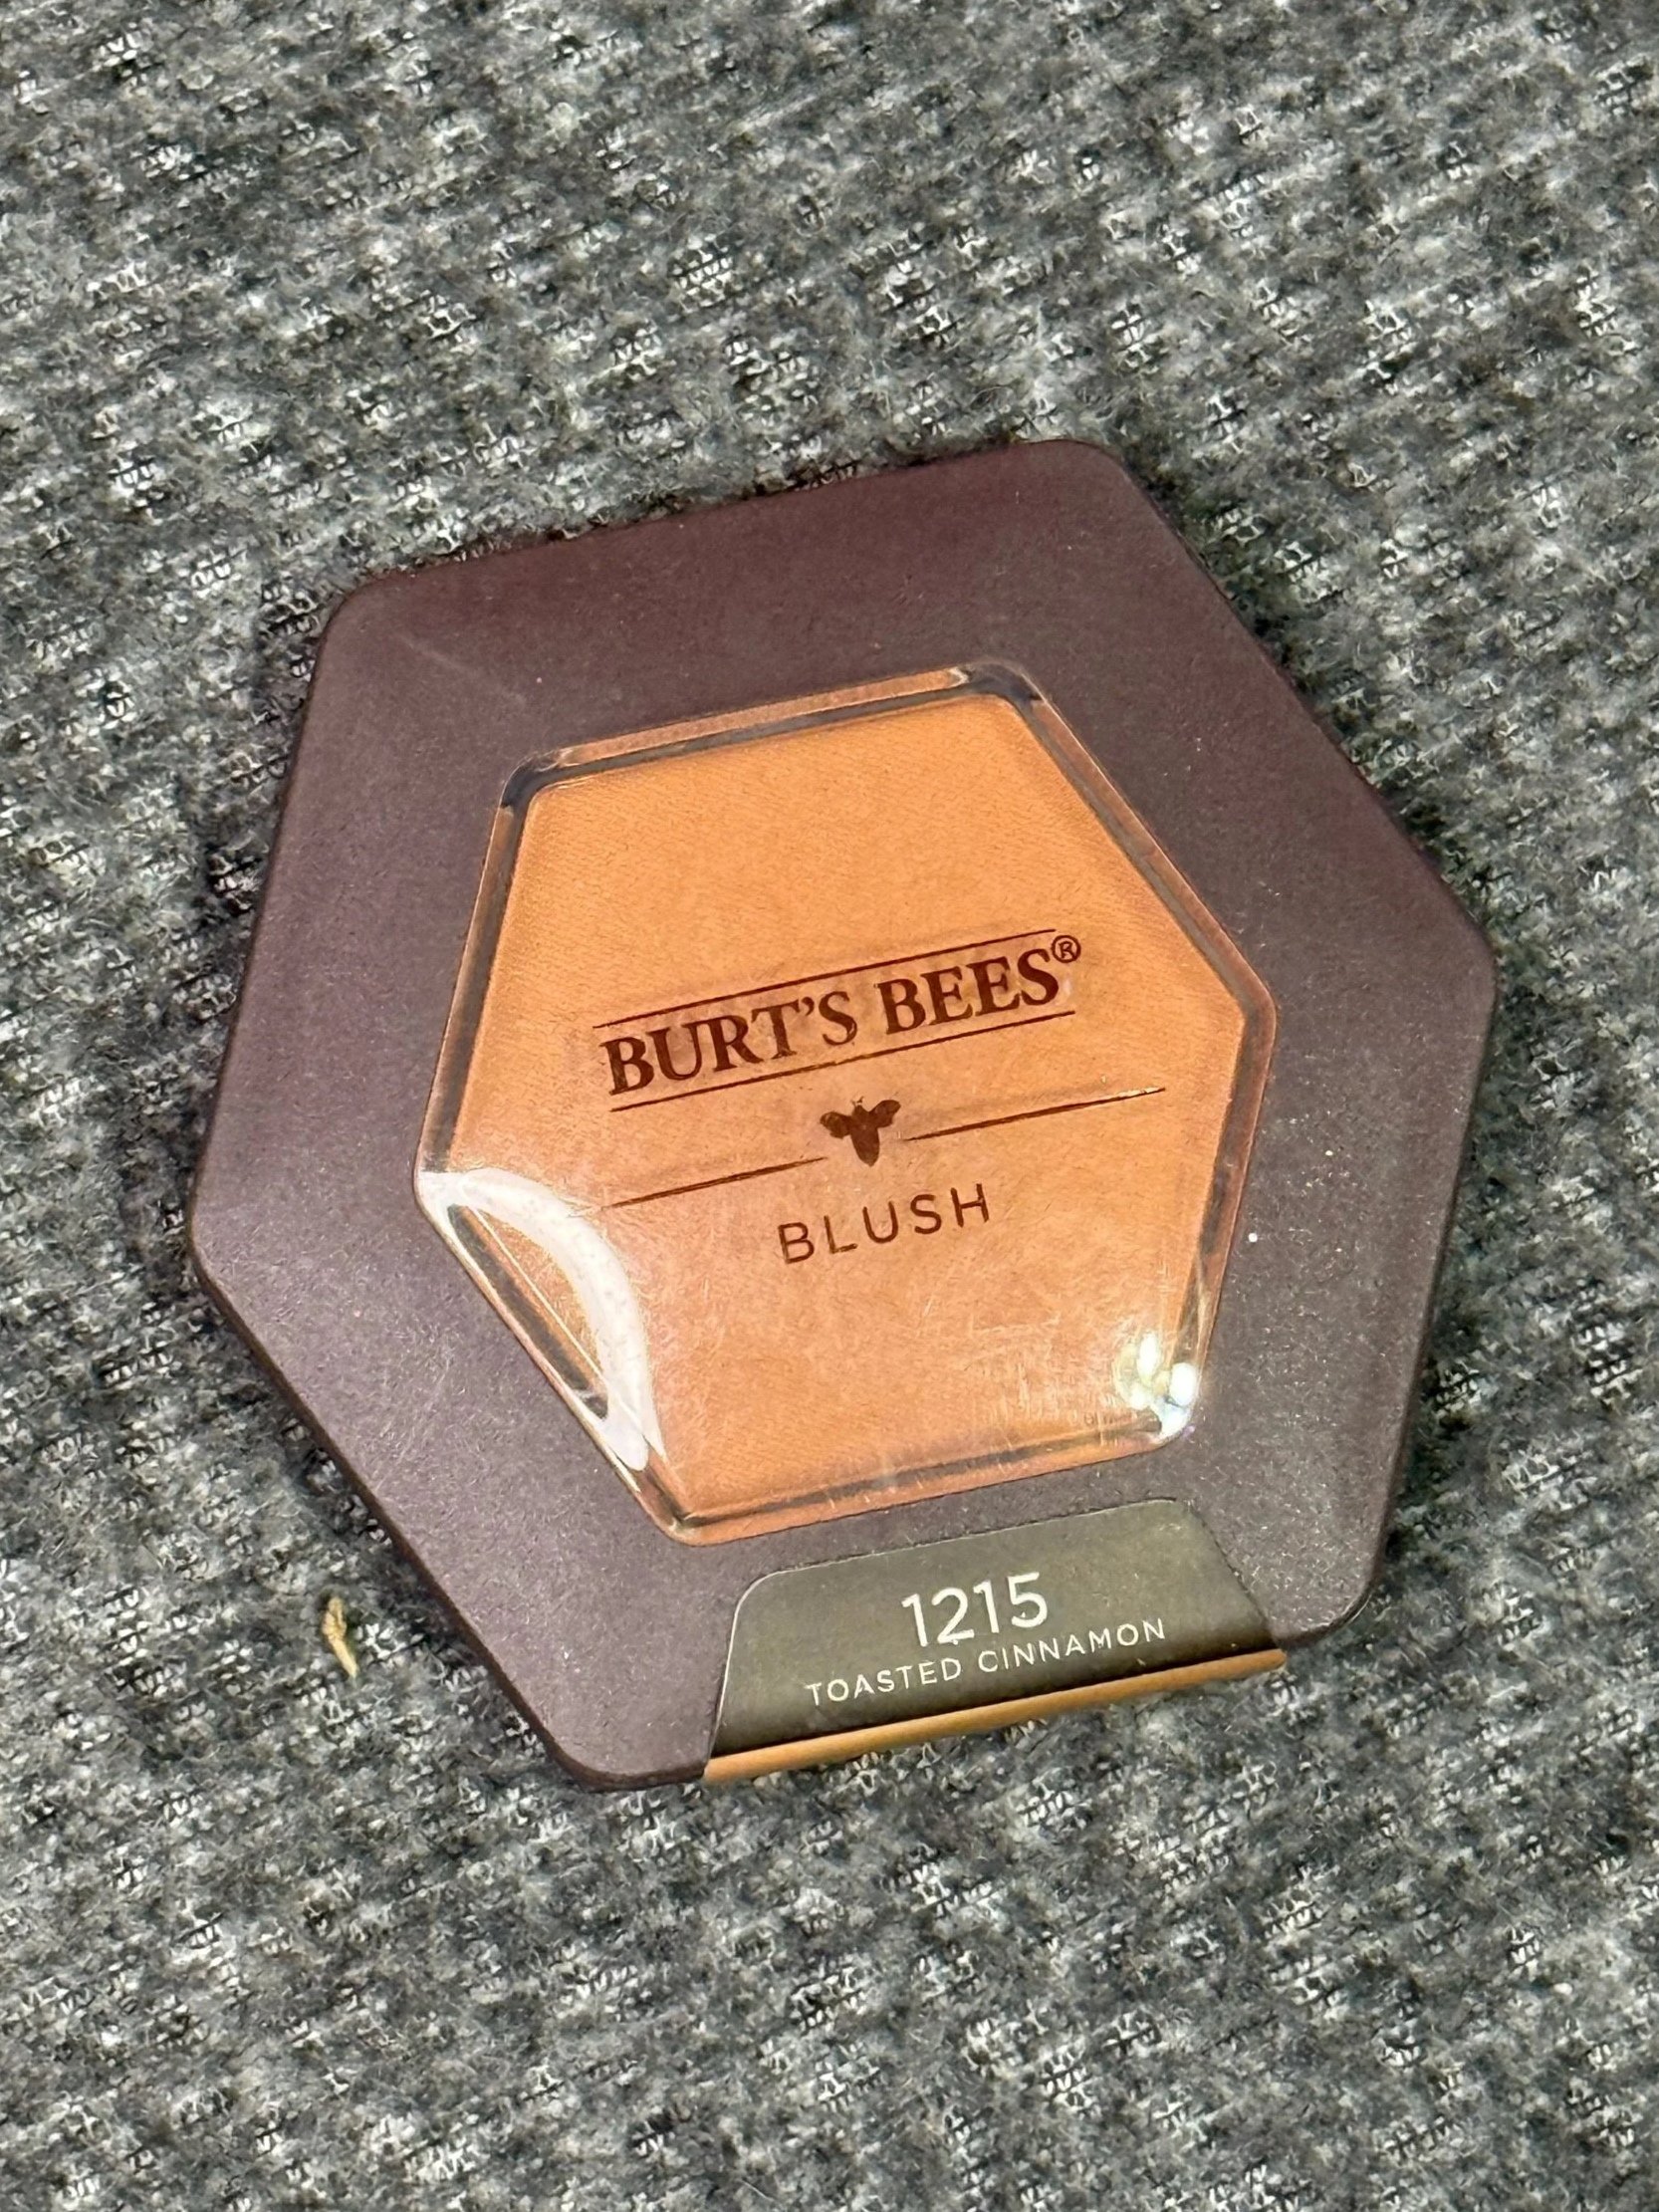 BURT'S BEES®
BLUSH
1215
TOASTED CINNAMON